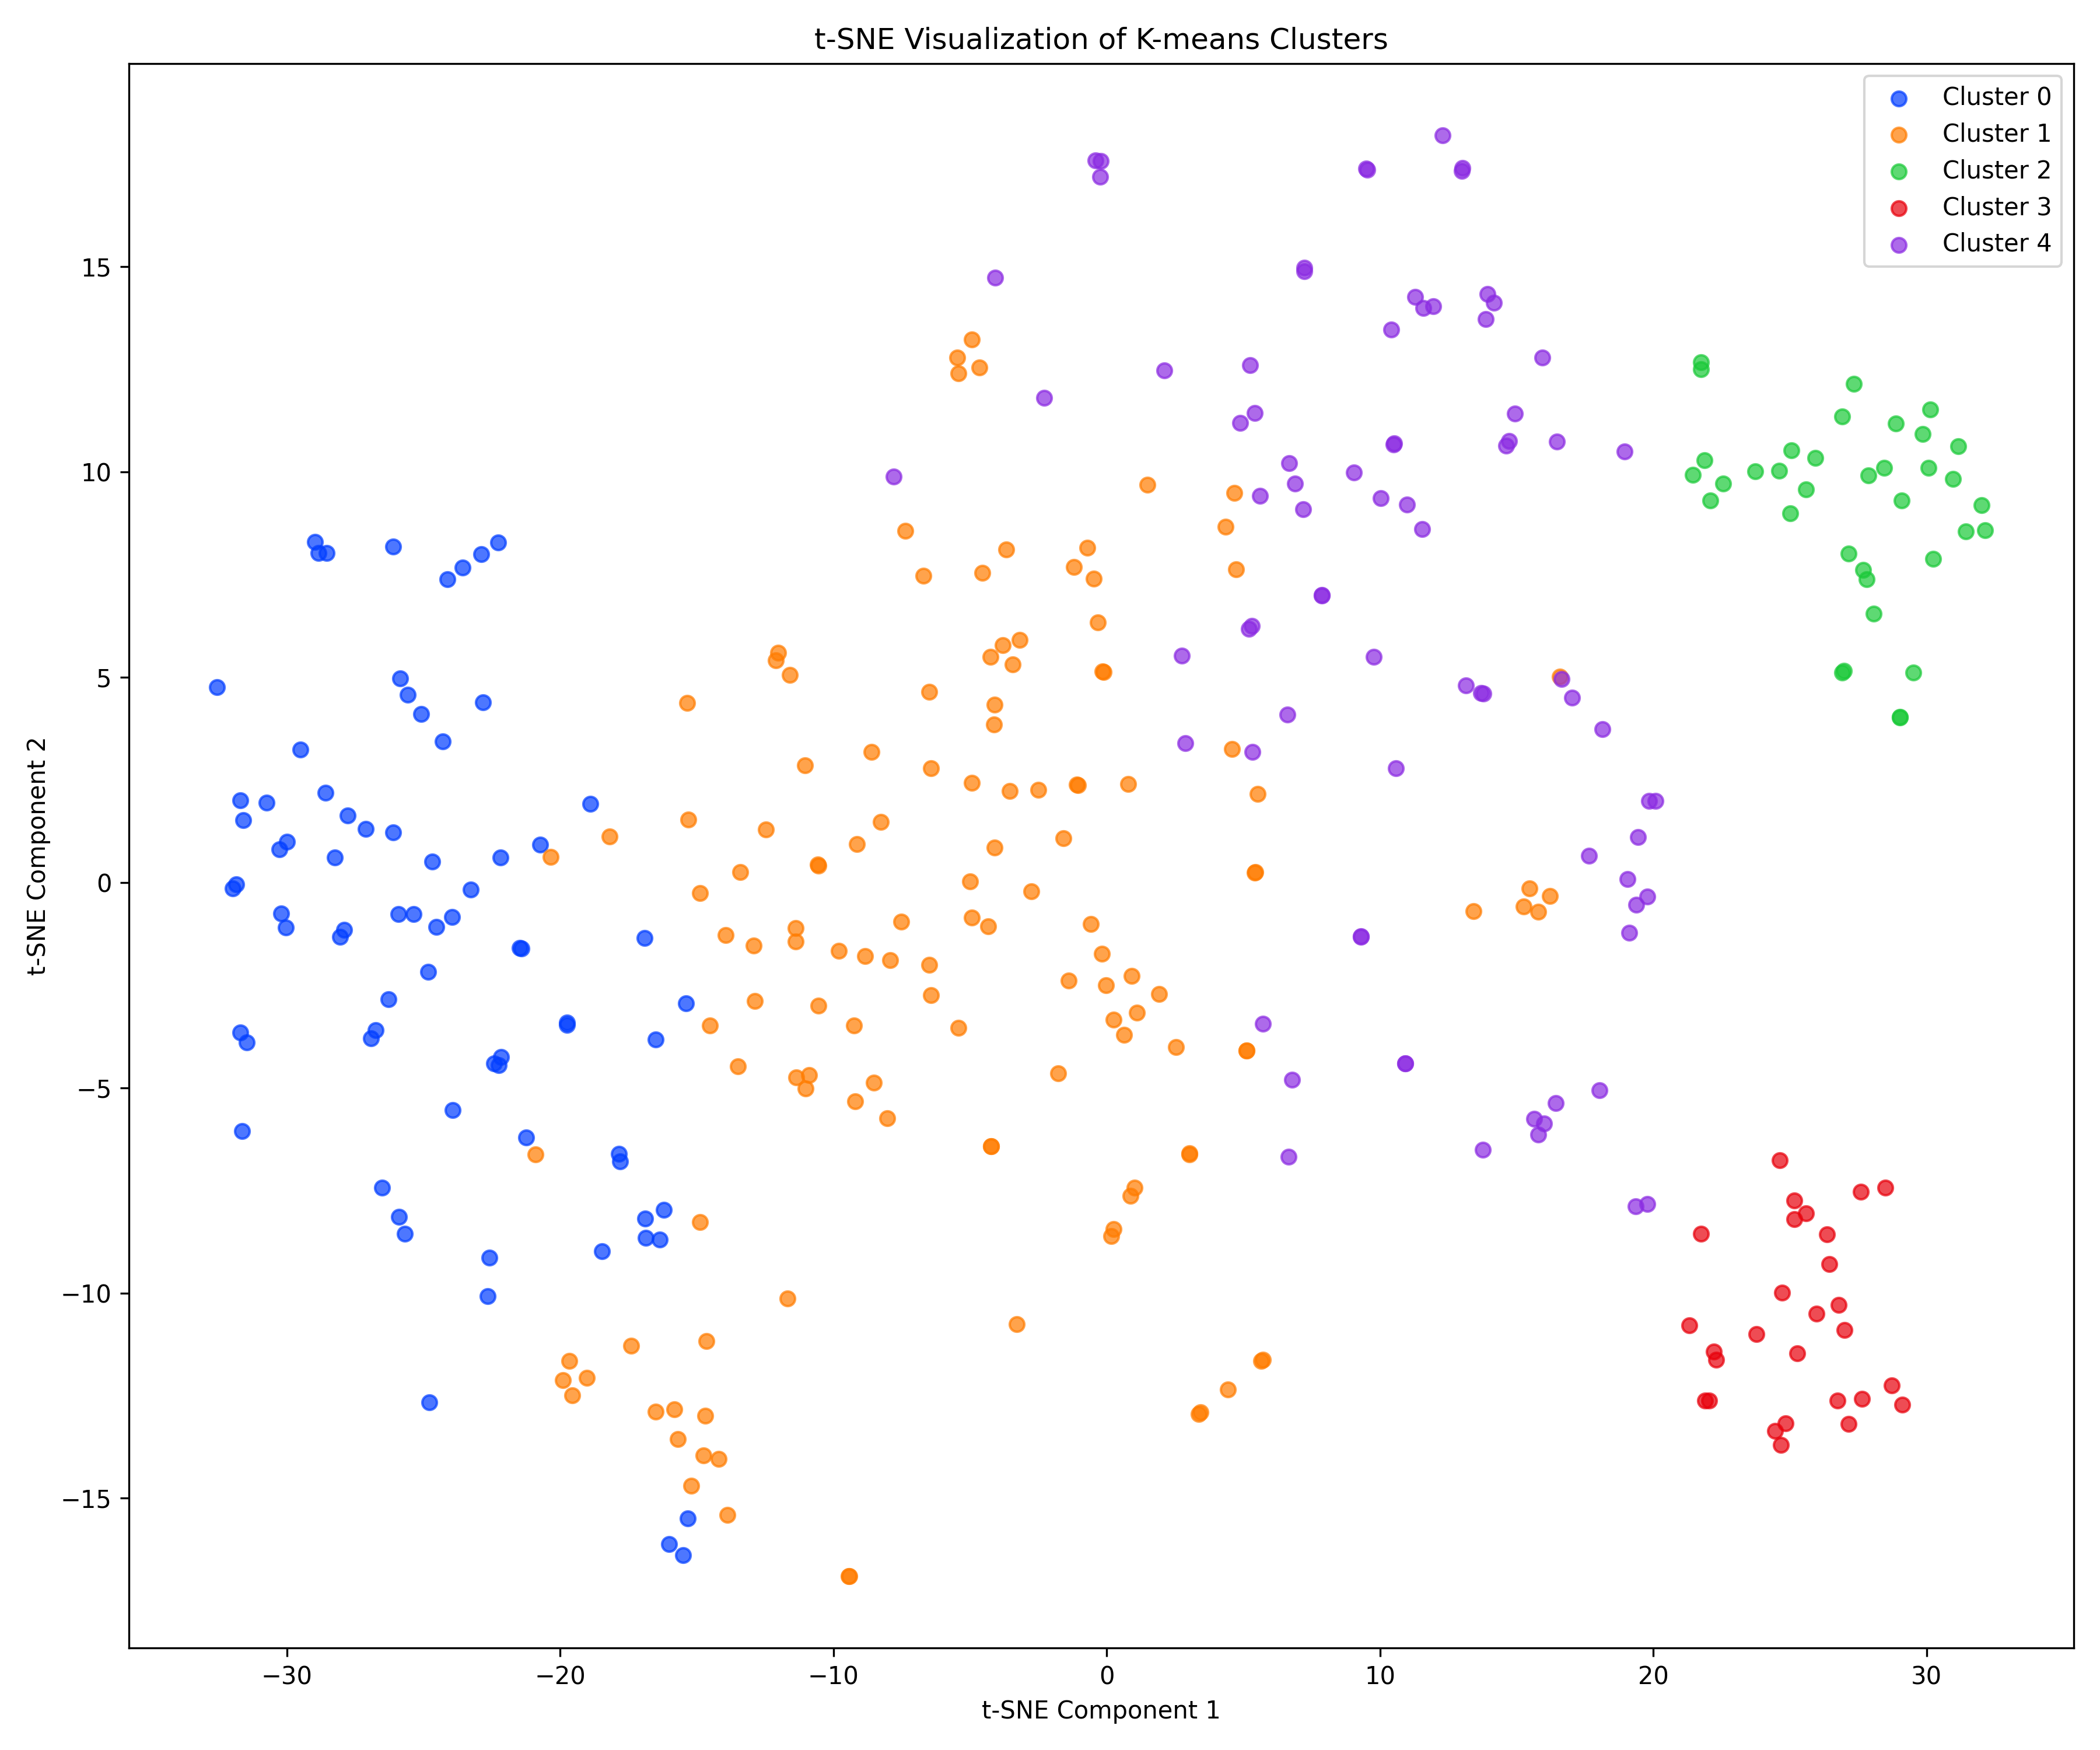 t-SNE Visualization of K-means Clusters
Cluster 0
Cluster 1
Cluster 2
Cluster 3
Cluster 4
t-SNE Component 2
15
10
5
0
−5
−10
−15
−30 −20 −10 0 10 20 30
t-SNE Component 1